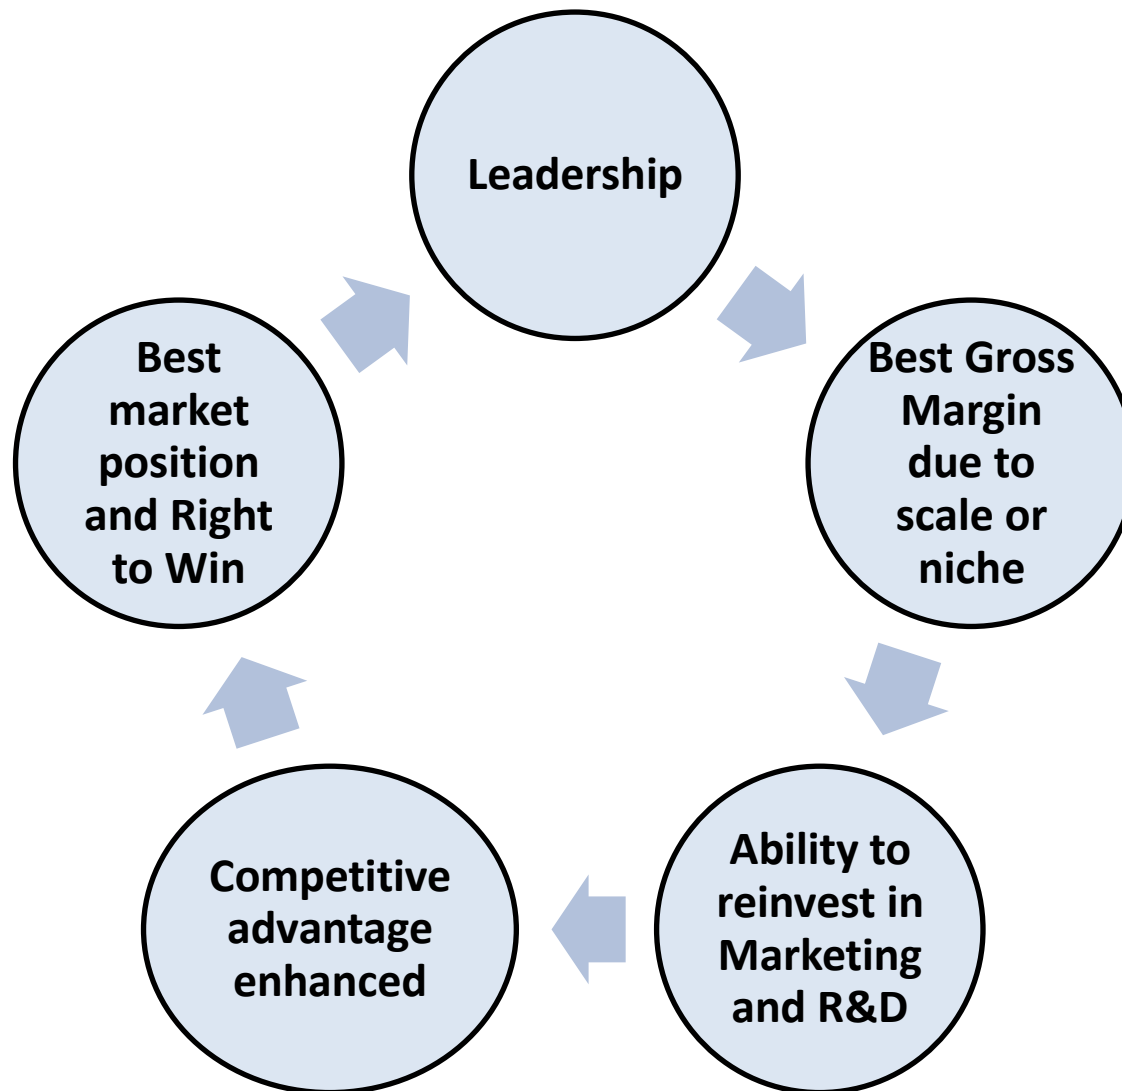 Leadership
Best Gross
Margin
due to
scale or
niche
Ability to
reinvest in
Marketing
and R&D
Competitive
advantage
enhanced
Best
market
position
and Right
to Win